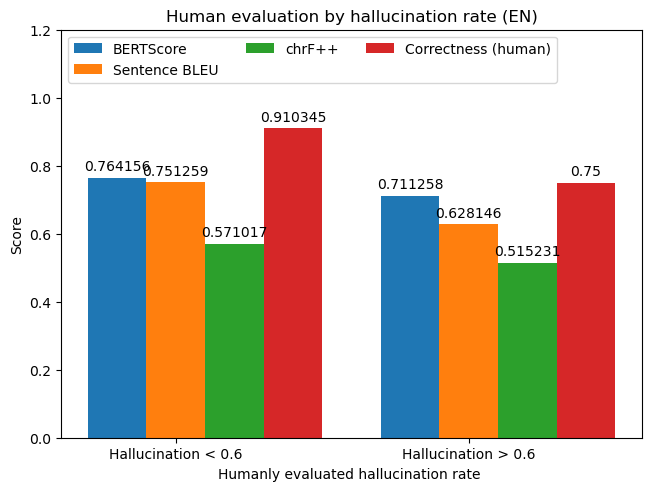 Human evaluation by hallucination rate (EN)
BERTScore
Sentence BLEU
chrF++
Correctness (human)
1.2
1.0
0.8
0.6
0.4
0.2
0.0
Score
0.764156
0.751259
0.571017
0.910345
0.711258
0.628146
0.515231
0.75
Hallucination < 0.6
Hallucination > 0.6
Humanly evaluated hallucination rate